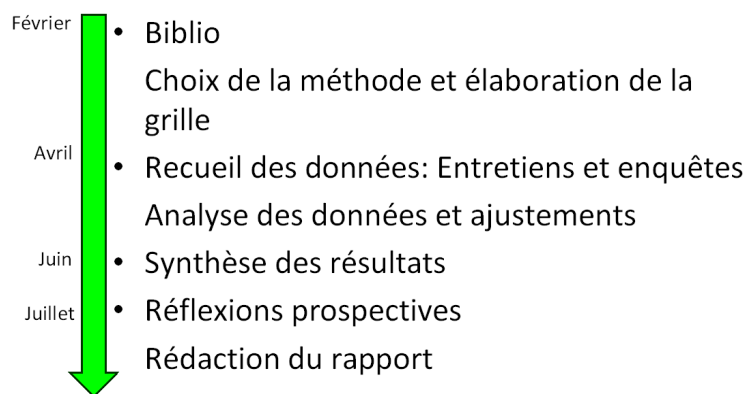 Février
• Biblio
Choix de la méthode et élaboration de la
grille
Avril
• Recueil des données: Entretiens et enquêtes
Analyse des données et ajustements
Juin
• Synthèse des résultats
Juillet
• Réflexions prospectives
Rédaction du rapport